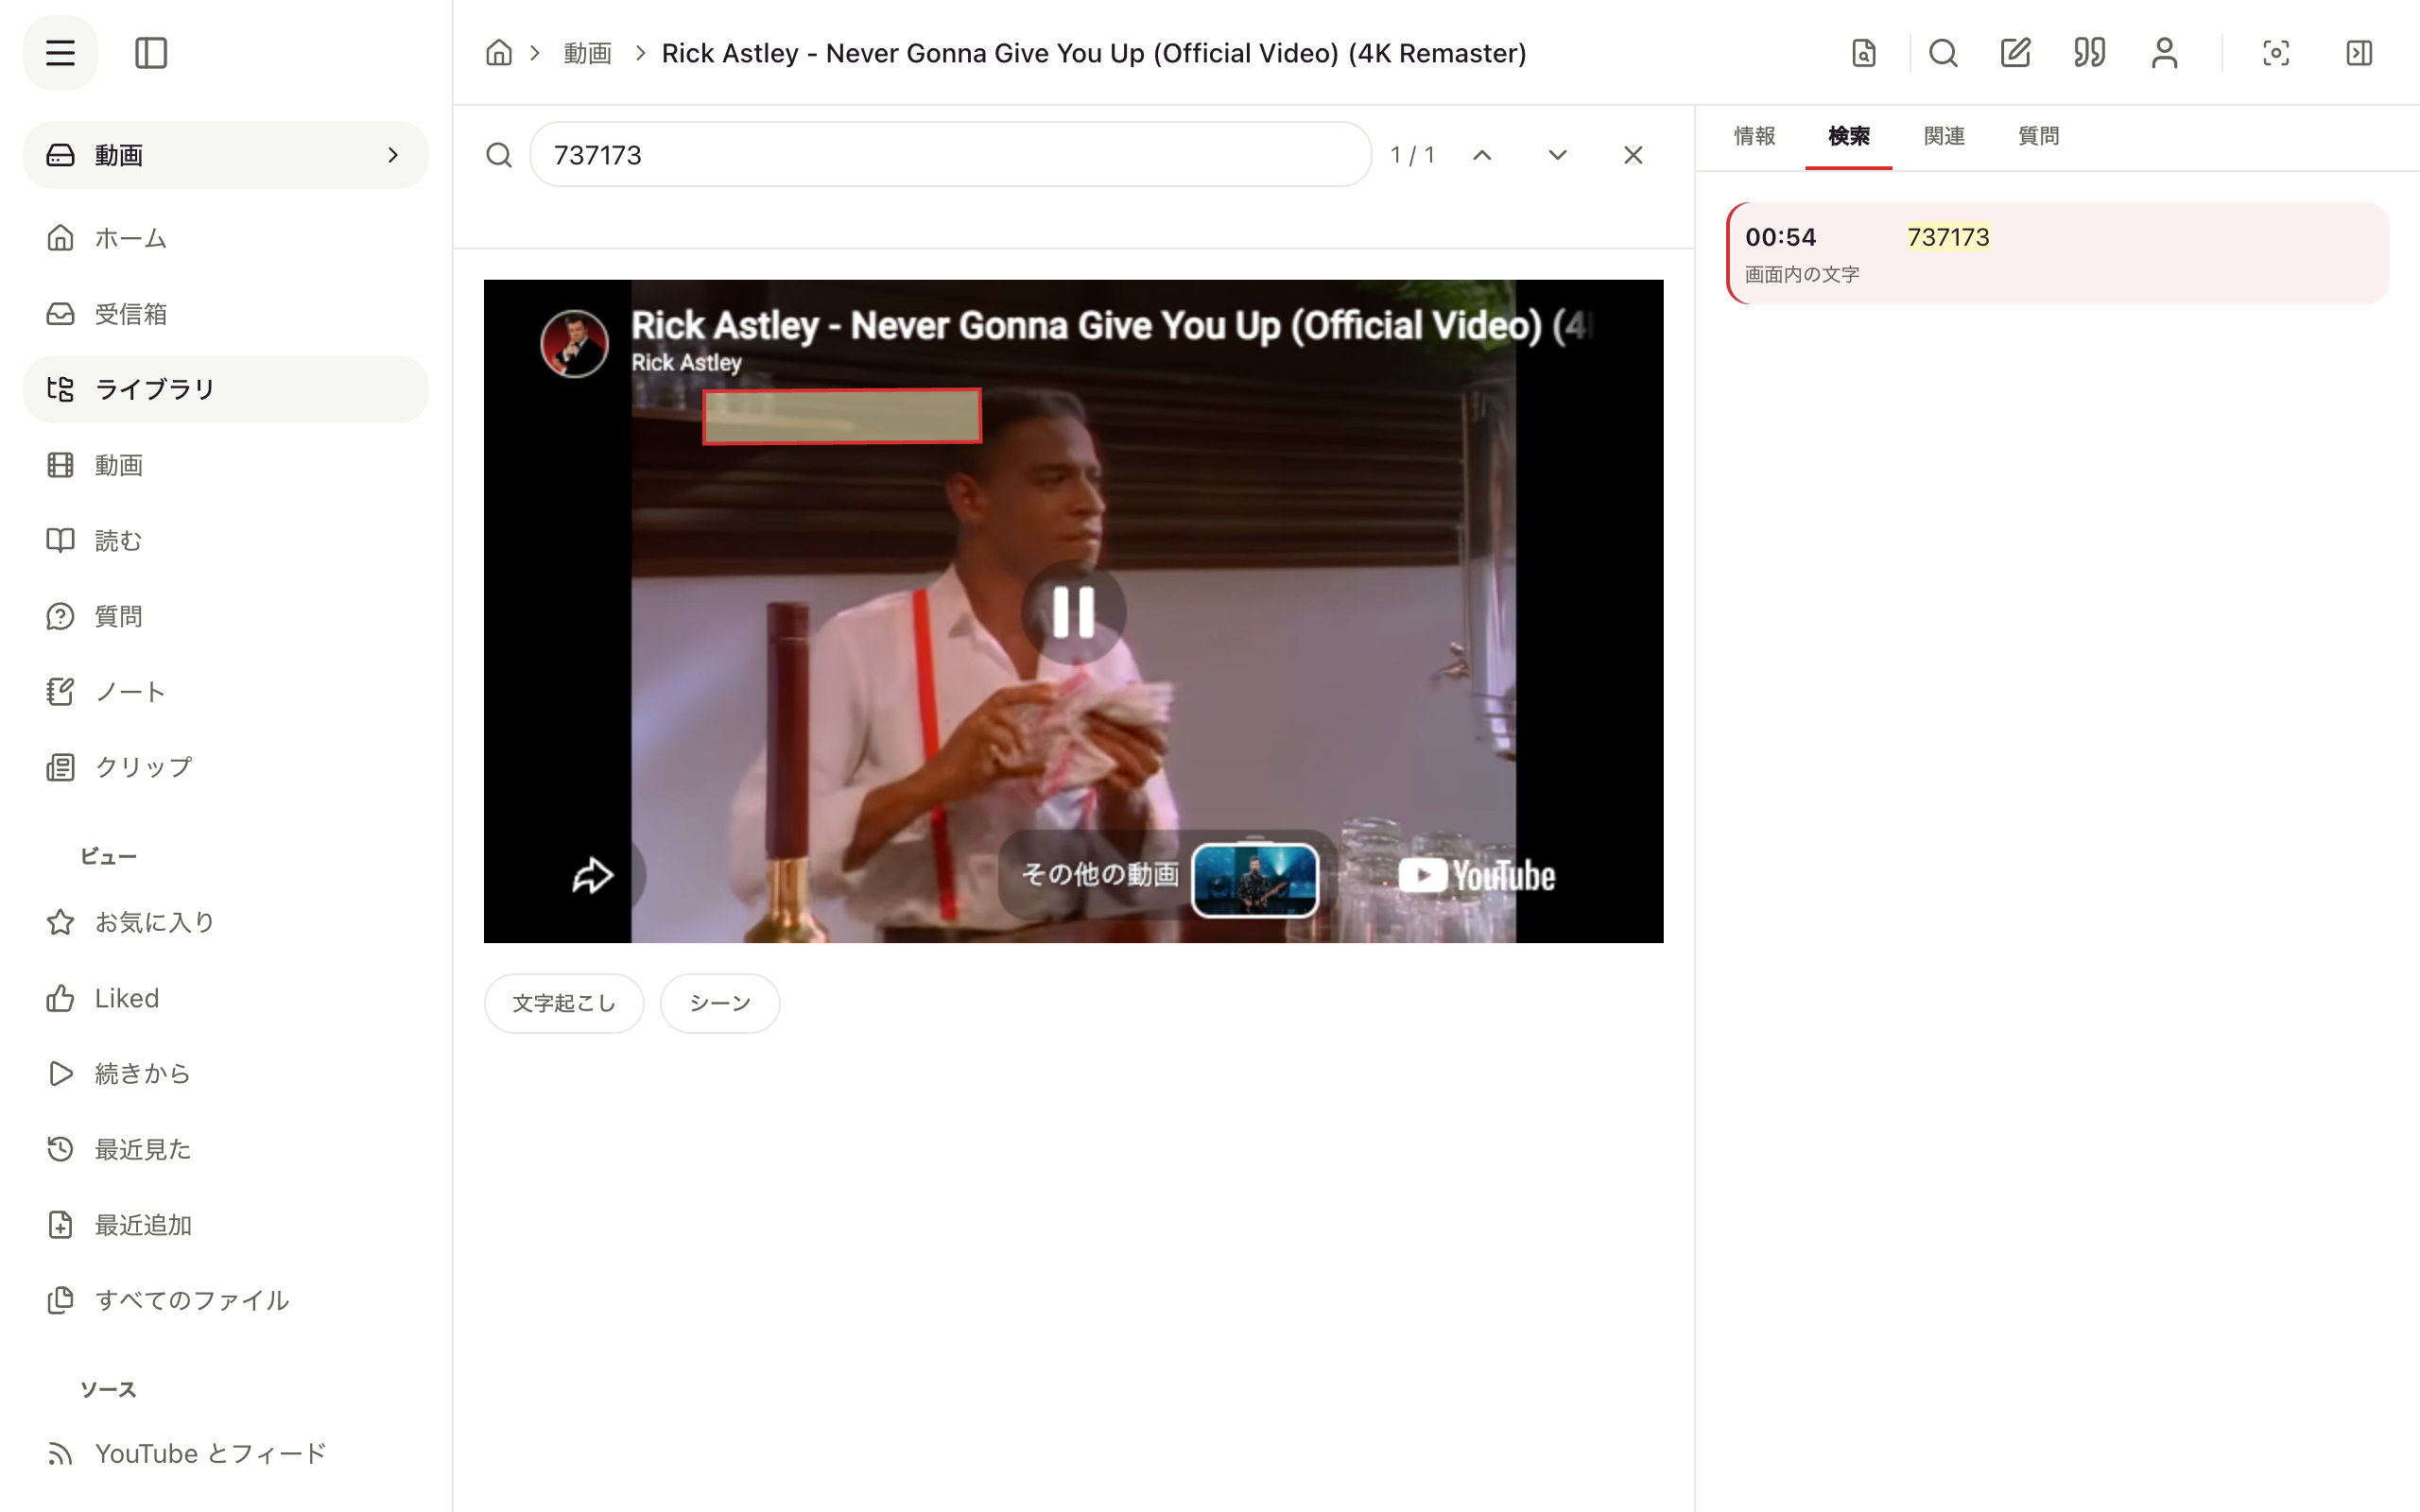 動画
Rick Astley - Never Gonna Give You Up (Official Video) (4K Remaster)
動画
737173
1 / 1
情報
検索
関連
質問
00:54
737173
画面内の文字
ホーム
受信箱
ライブラリ
動画
読む
質問
ノート
クリップ
ビュー
お気に入り
Liked
続きから
最近見た
最近追加
すべてのファイル
ソース
YouTube とフィード
Rick Astley - Never Gonna Give You Up (Official Video) (4
Rick Astley
その他の動画
YouTube
文字起こし
シーン